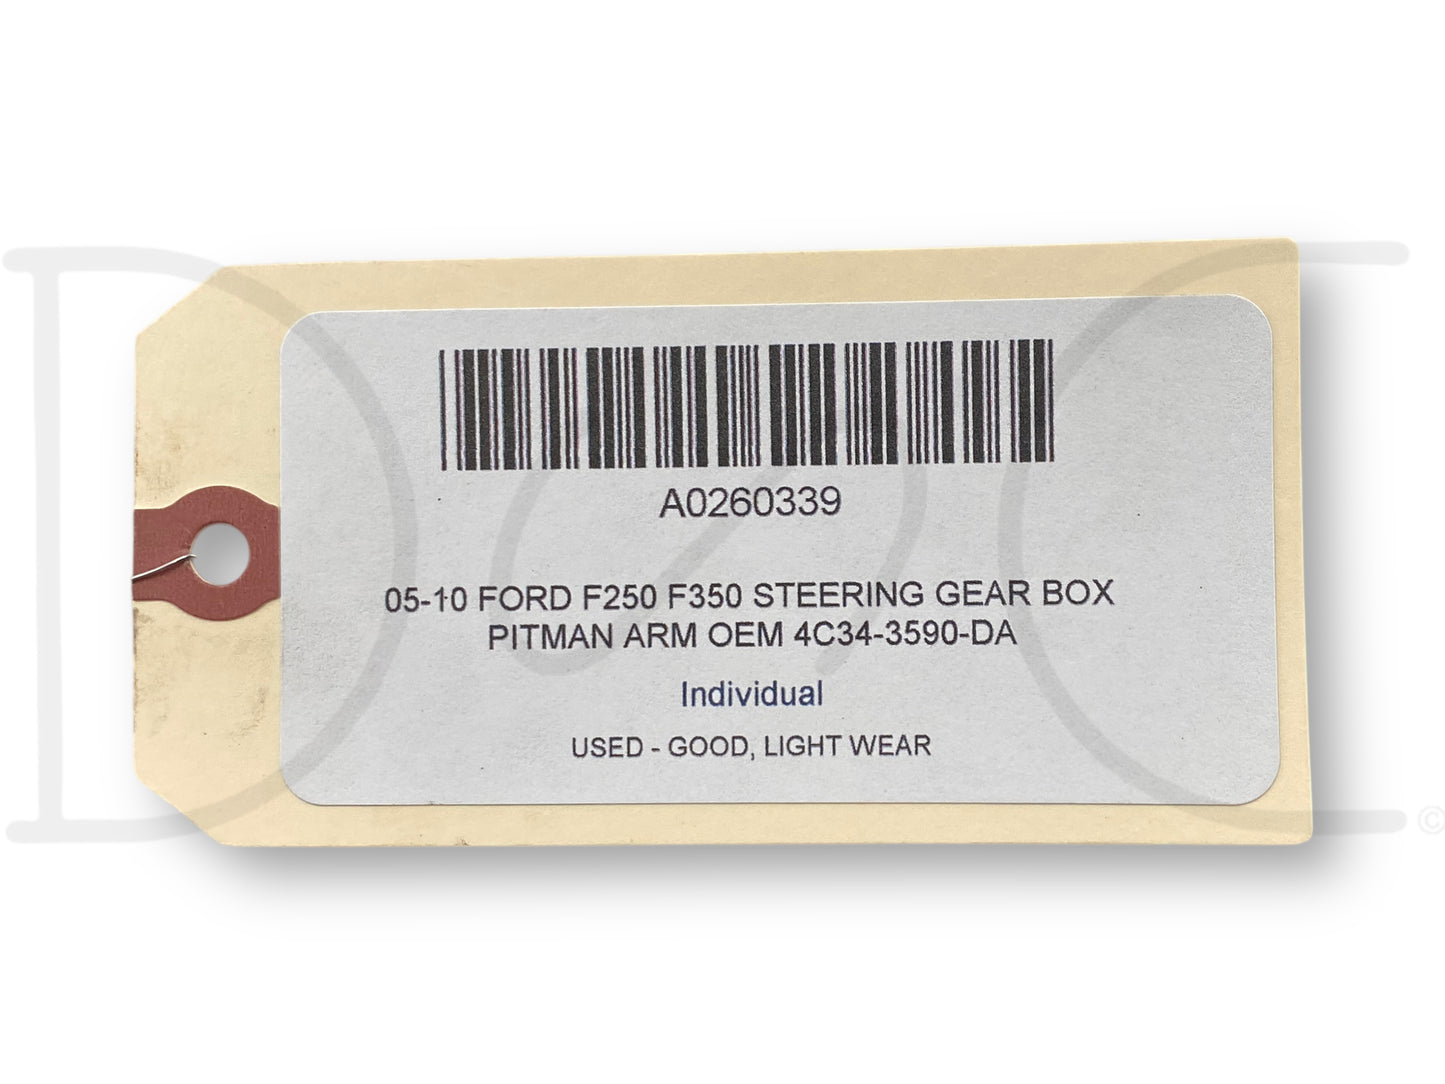 A0260339
05-10 FORD F250 F350 STEERING GEAR BOX
PITMAN ARM OEM 4C34-3590-DA
Individual
USED - GOOD, LIGHT WEAR
©